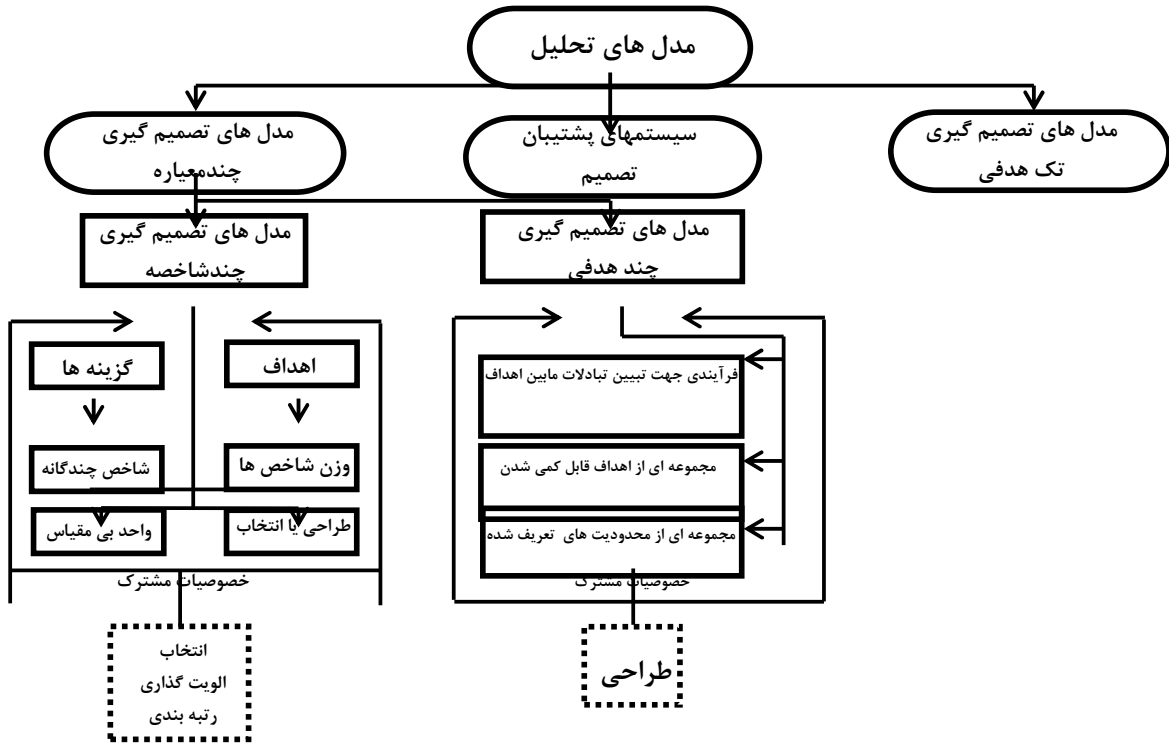 مدل های تحلیل
مدل های تصمیم گیری
تک هدفی
سیستمهای پشتیبان
تصمیم
مدل های تصمیم گیری
چندمعیاره
مدل های تصمیم گیری
چند هدفی
مدل های تصمیم گیری
چندشاخصه
فرآیندی جهت تبیین تبادلات مابین اهداف
مجموعه ای از اهداف قابل کمی شدن
مجموعه ای از محدودیت های تعریف شده
خصوصیات مشترک
طراحی
اهداف
گزینه ها
وزن شاخص ها
شاخص چندگانه
طراحی یا انتخاب
واحد بی مقیاس
خصوصیات مشترک
انتخاب
الویت گذاری
رتبه بندی